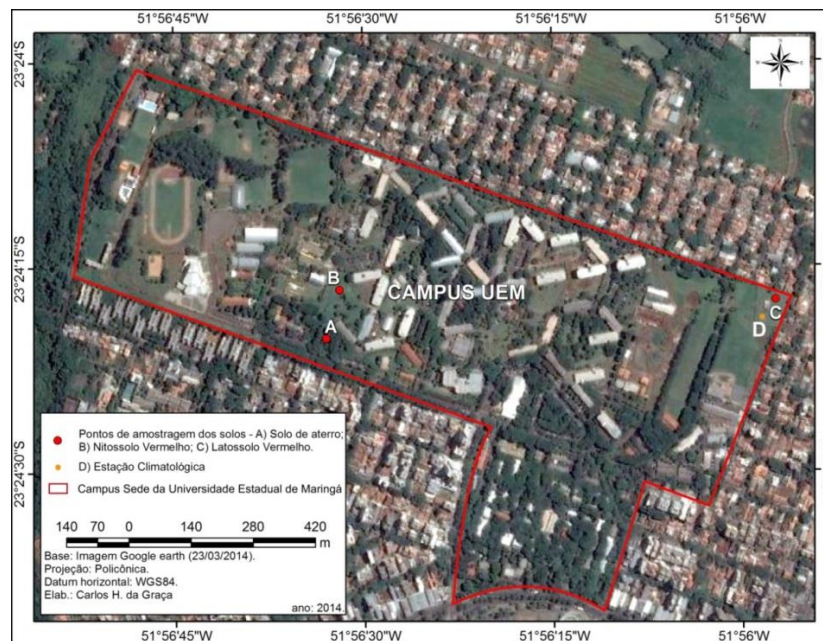 51°56'45"W 51°56'30"W 51°56'15"W 51°56'W
23°24'S
23°24'15"S
23°24'30"S
B
CAMPUS UEM
C
D
A
Pontos de amostragem dos solos - A) Solo de aterro;
B) Nitossolo Vermelho; C) Latossolo Vermelho.
D) Estação Climatológica
Campus Sede da Universidade Estadual de Maringá
140 70 0 140 280 420
m
Base: Imagem Google earth (23/03/2014).
Projeção: Policônica.
Datum horizontal: WGS84.
Elab.: Carlos H. da Graça
ano: 2014.
51°56'45"W 51°56'30"W 51°56'15"W 51°56'W